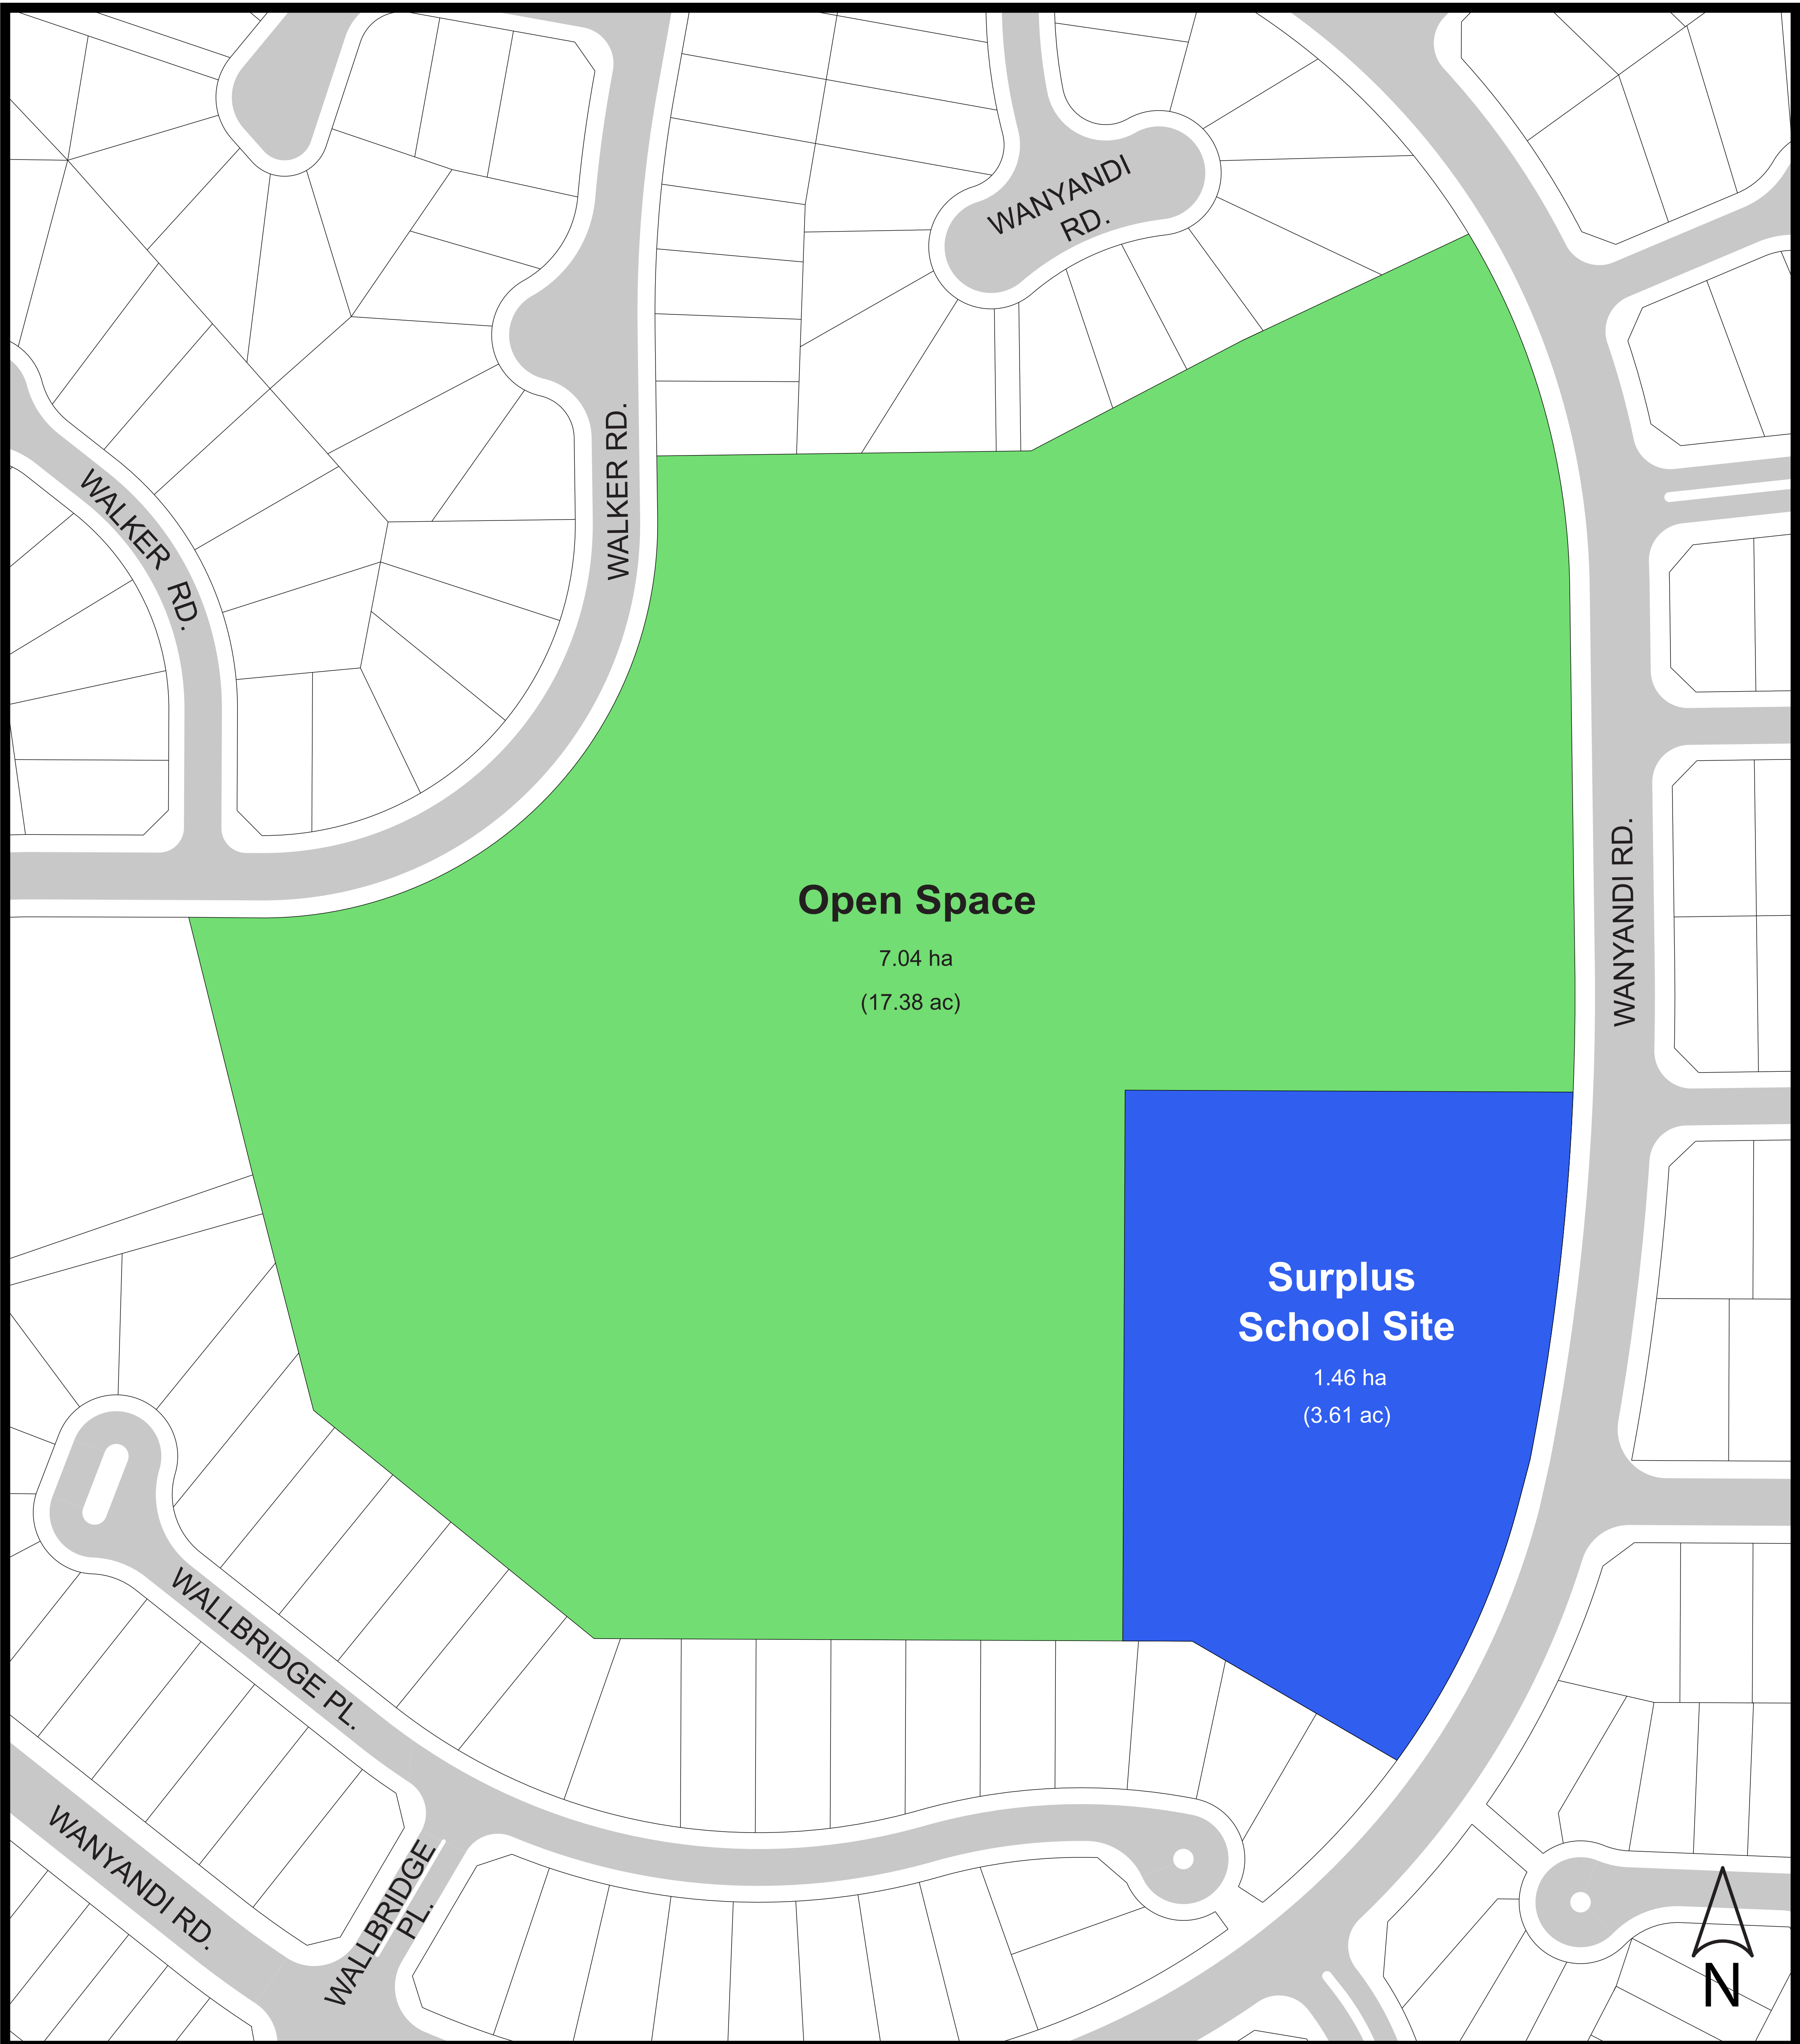 WANYANDI
RD.
WALKER RD.
WALKER RD.
WANYANDI RD.
Open Space
7.04 ha
(17.38 ac)
Surplus
School Site
1.46 ha
(3.61 ac)
WALLBRIDGE PL.
WANYANDI RD.
WALLBRIDGE
PL.
N